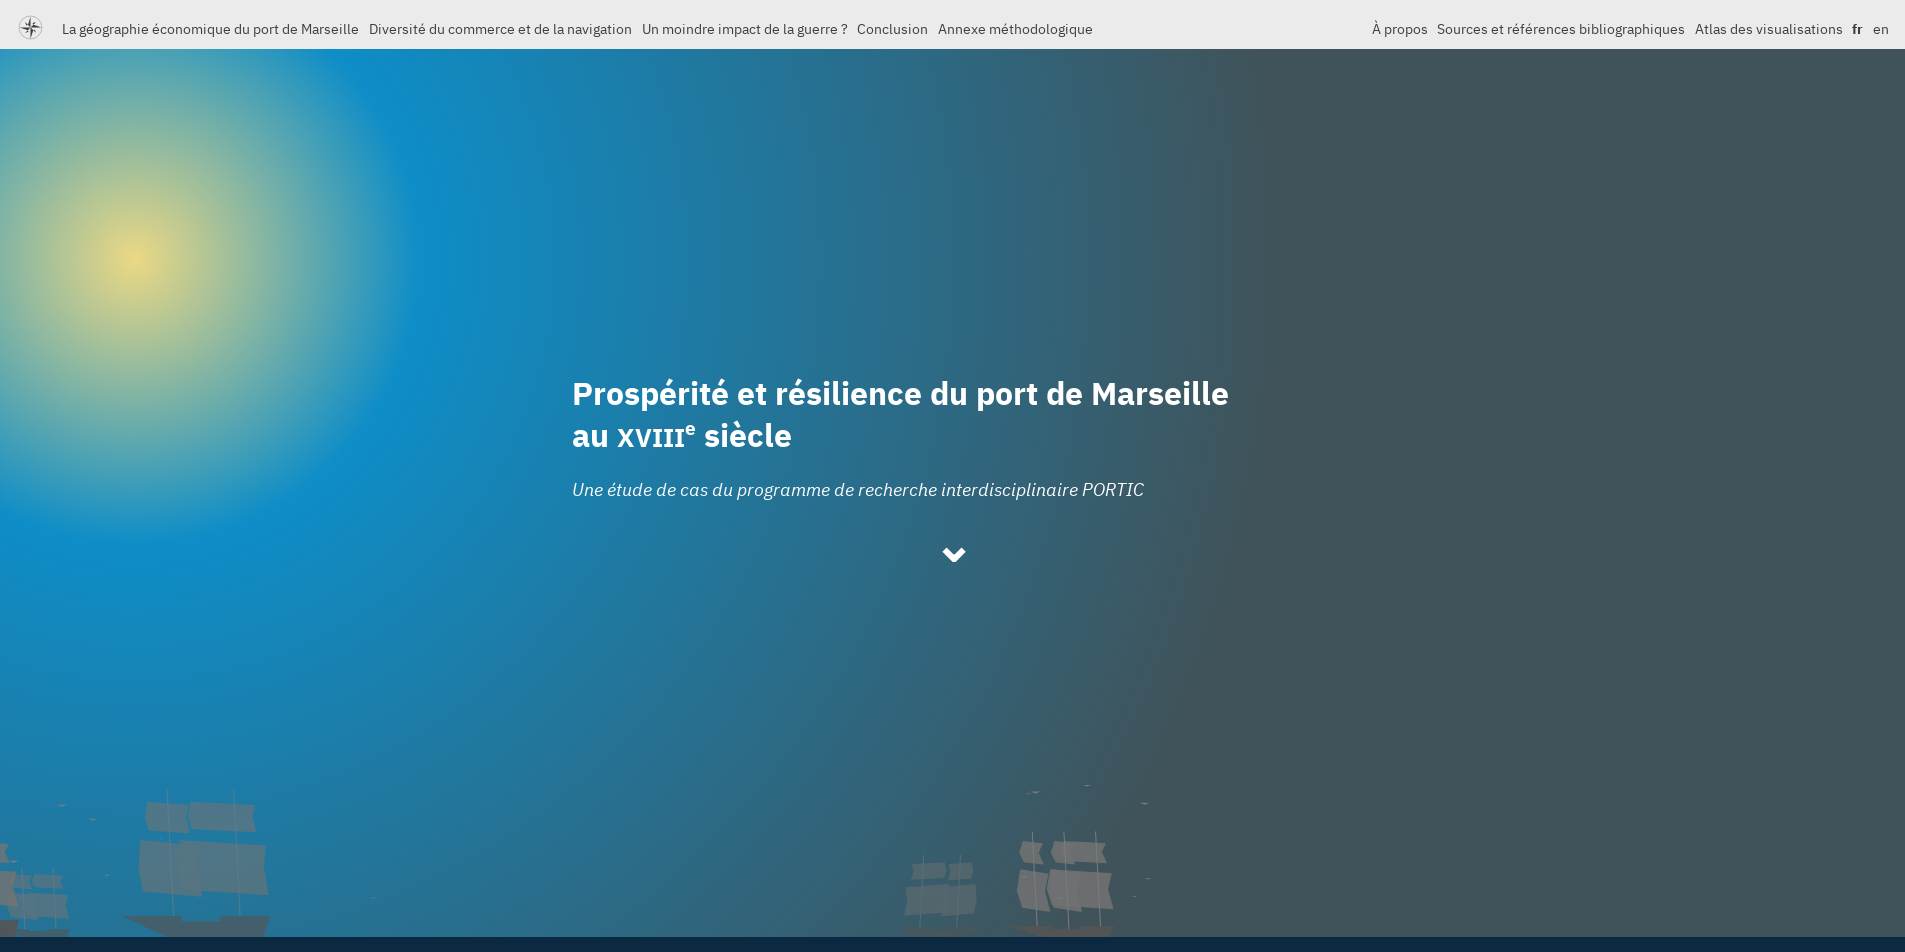 La géographie économique du port de Marseille Diversité du commerce et de la navigation Un moindre impact de la guerre ? Conclusion Annexe méthodologique À propos Sources et références bibliographiques Atlas des visualisations fr en
Prospérité et résilience du port de Marseille
au XVIIIe siècle
Une étude de cas du programme de recherche interdisciplinaire PORTIC